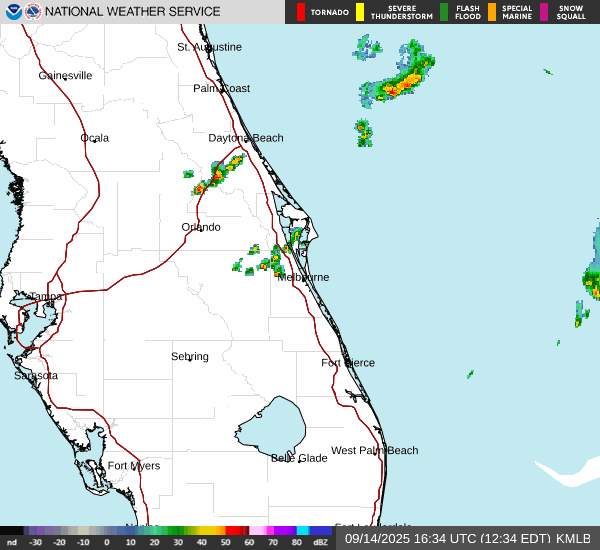 NATIONAL WEATHER SERVICE
TORNADO
SEVERE THUNDERSTORM
FLASH FLOOD
SPECIAL MARINE
SNOW SQUALL
St. Augustine
Gainesville
Palm Coast
Ocala
Daytona Beach
Orlando
Melbourne
Tampa
Sebring
Fort Pierce
Sarasota
West Palm Beach
Belle Glade
Fort Myers
nd -30 -20 -10 0 10 20 30 40 50 60 70 80 dBZ
09/14/2025 16:34 UTC (12:34 EDT) KMLB